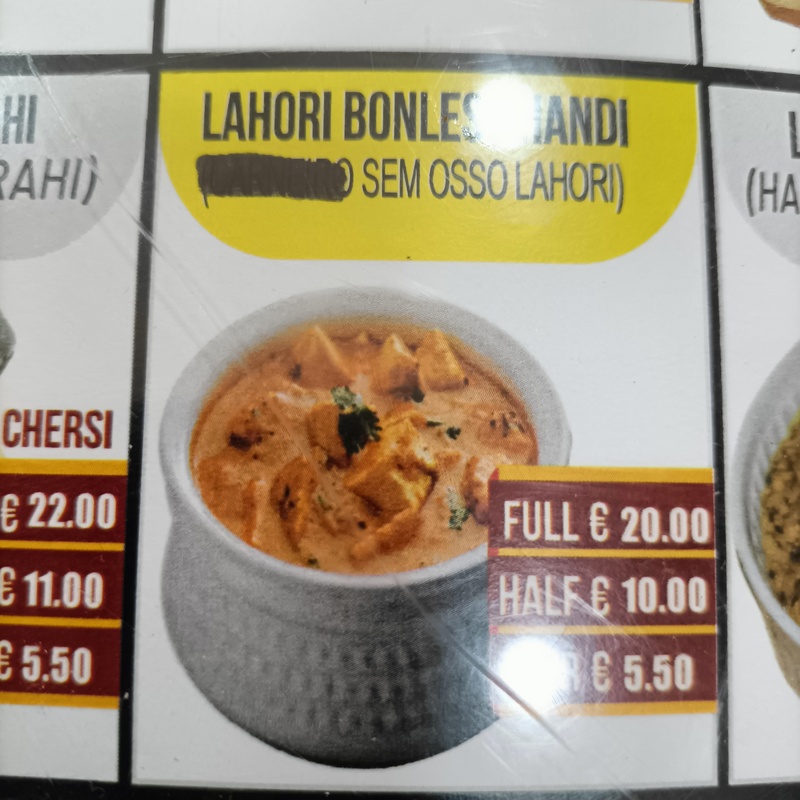 HI
RAHI)
CHERSI
€ 22.00
€ 11.00
€ 5.50
LAHORI HANDI
SEM OSSO LAHORI)
FULL € 20.00
HALF € 10.00
€ 5.50
L
(HA